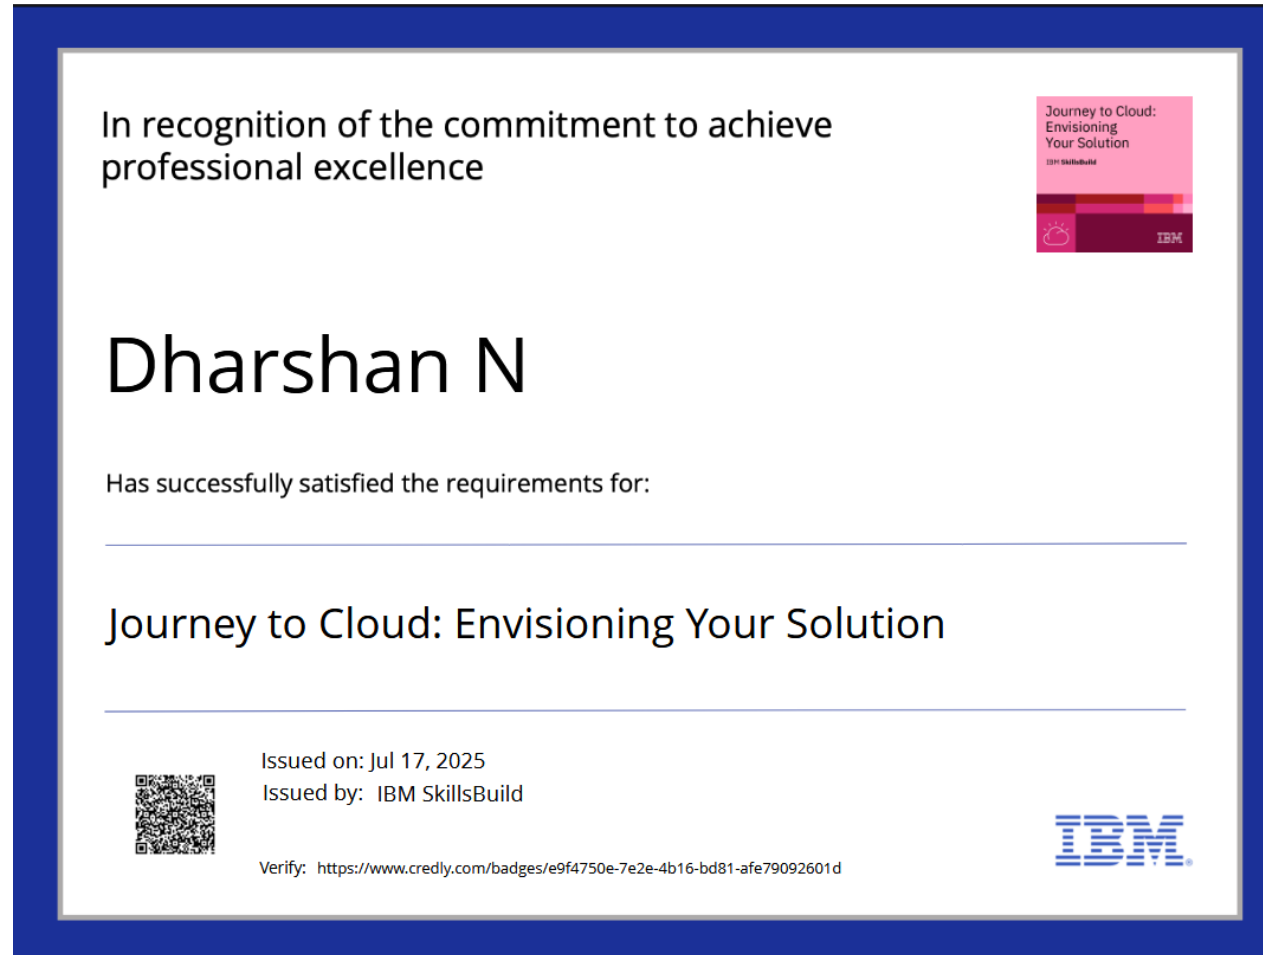 In recognition of the commitment to achieve
professional excellence
Journey to Cloud:
Envisioning
Your Solution
IBM SkillsBuild
IBM
Dharshan N
Has successfully satisfied the requirements for:
Journey to Cloud: Envisioning Your Solution
Issued on: Jul 17, 2025
Issued by: IBM SkillsBuild
Verify: https://www.credly.com/badges/e9f4750e-7e2e-4b16-bd81-afe79092601d
IBM®